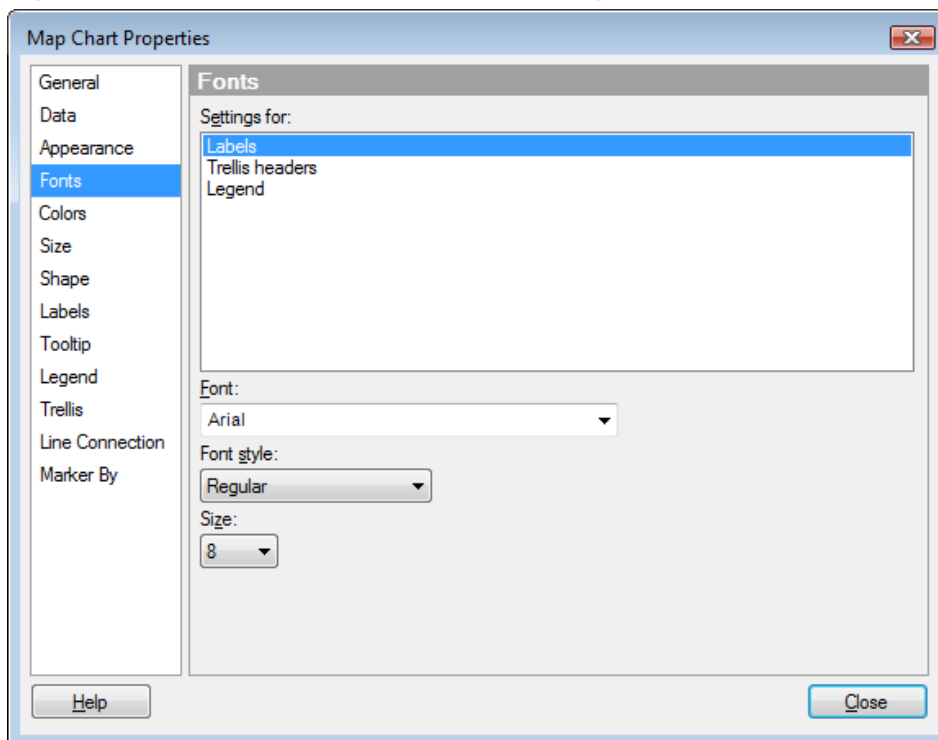 Map Chart Properties
General
Data
Appearance
Fonts
Colors
Size
Shape
Labels
Tooltip
Legend
Trellis
Line Connection
Marker By
Fonts
Settings for:
Labels
Trellis headers
Legend
Font:
Arial
Font style:
Regular
Size:
8
Help
Close